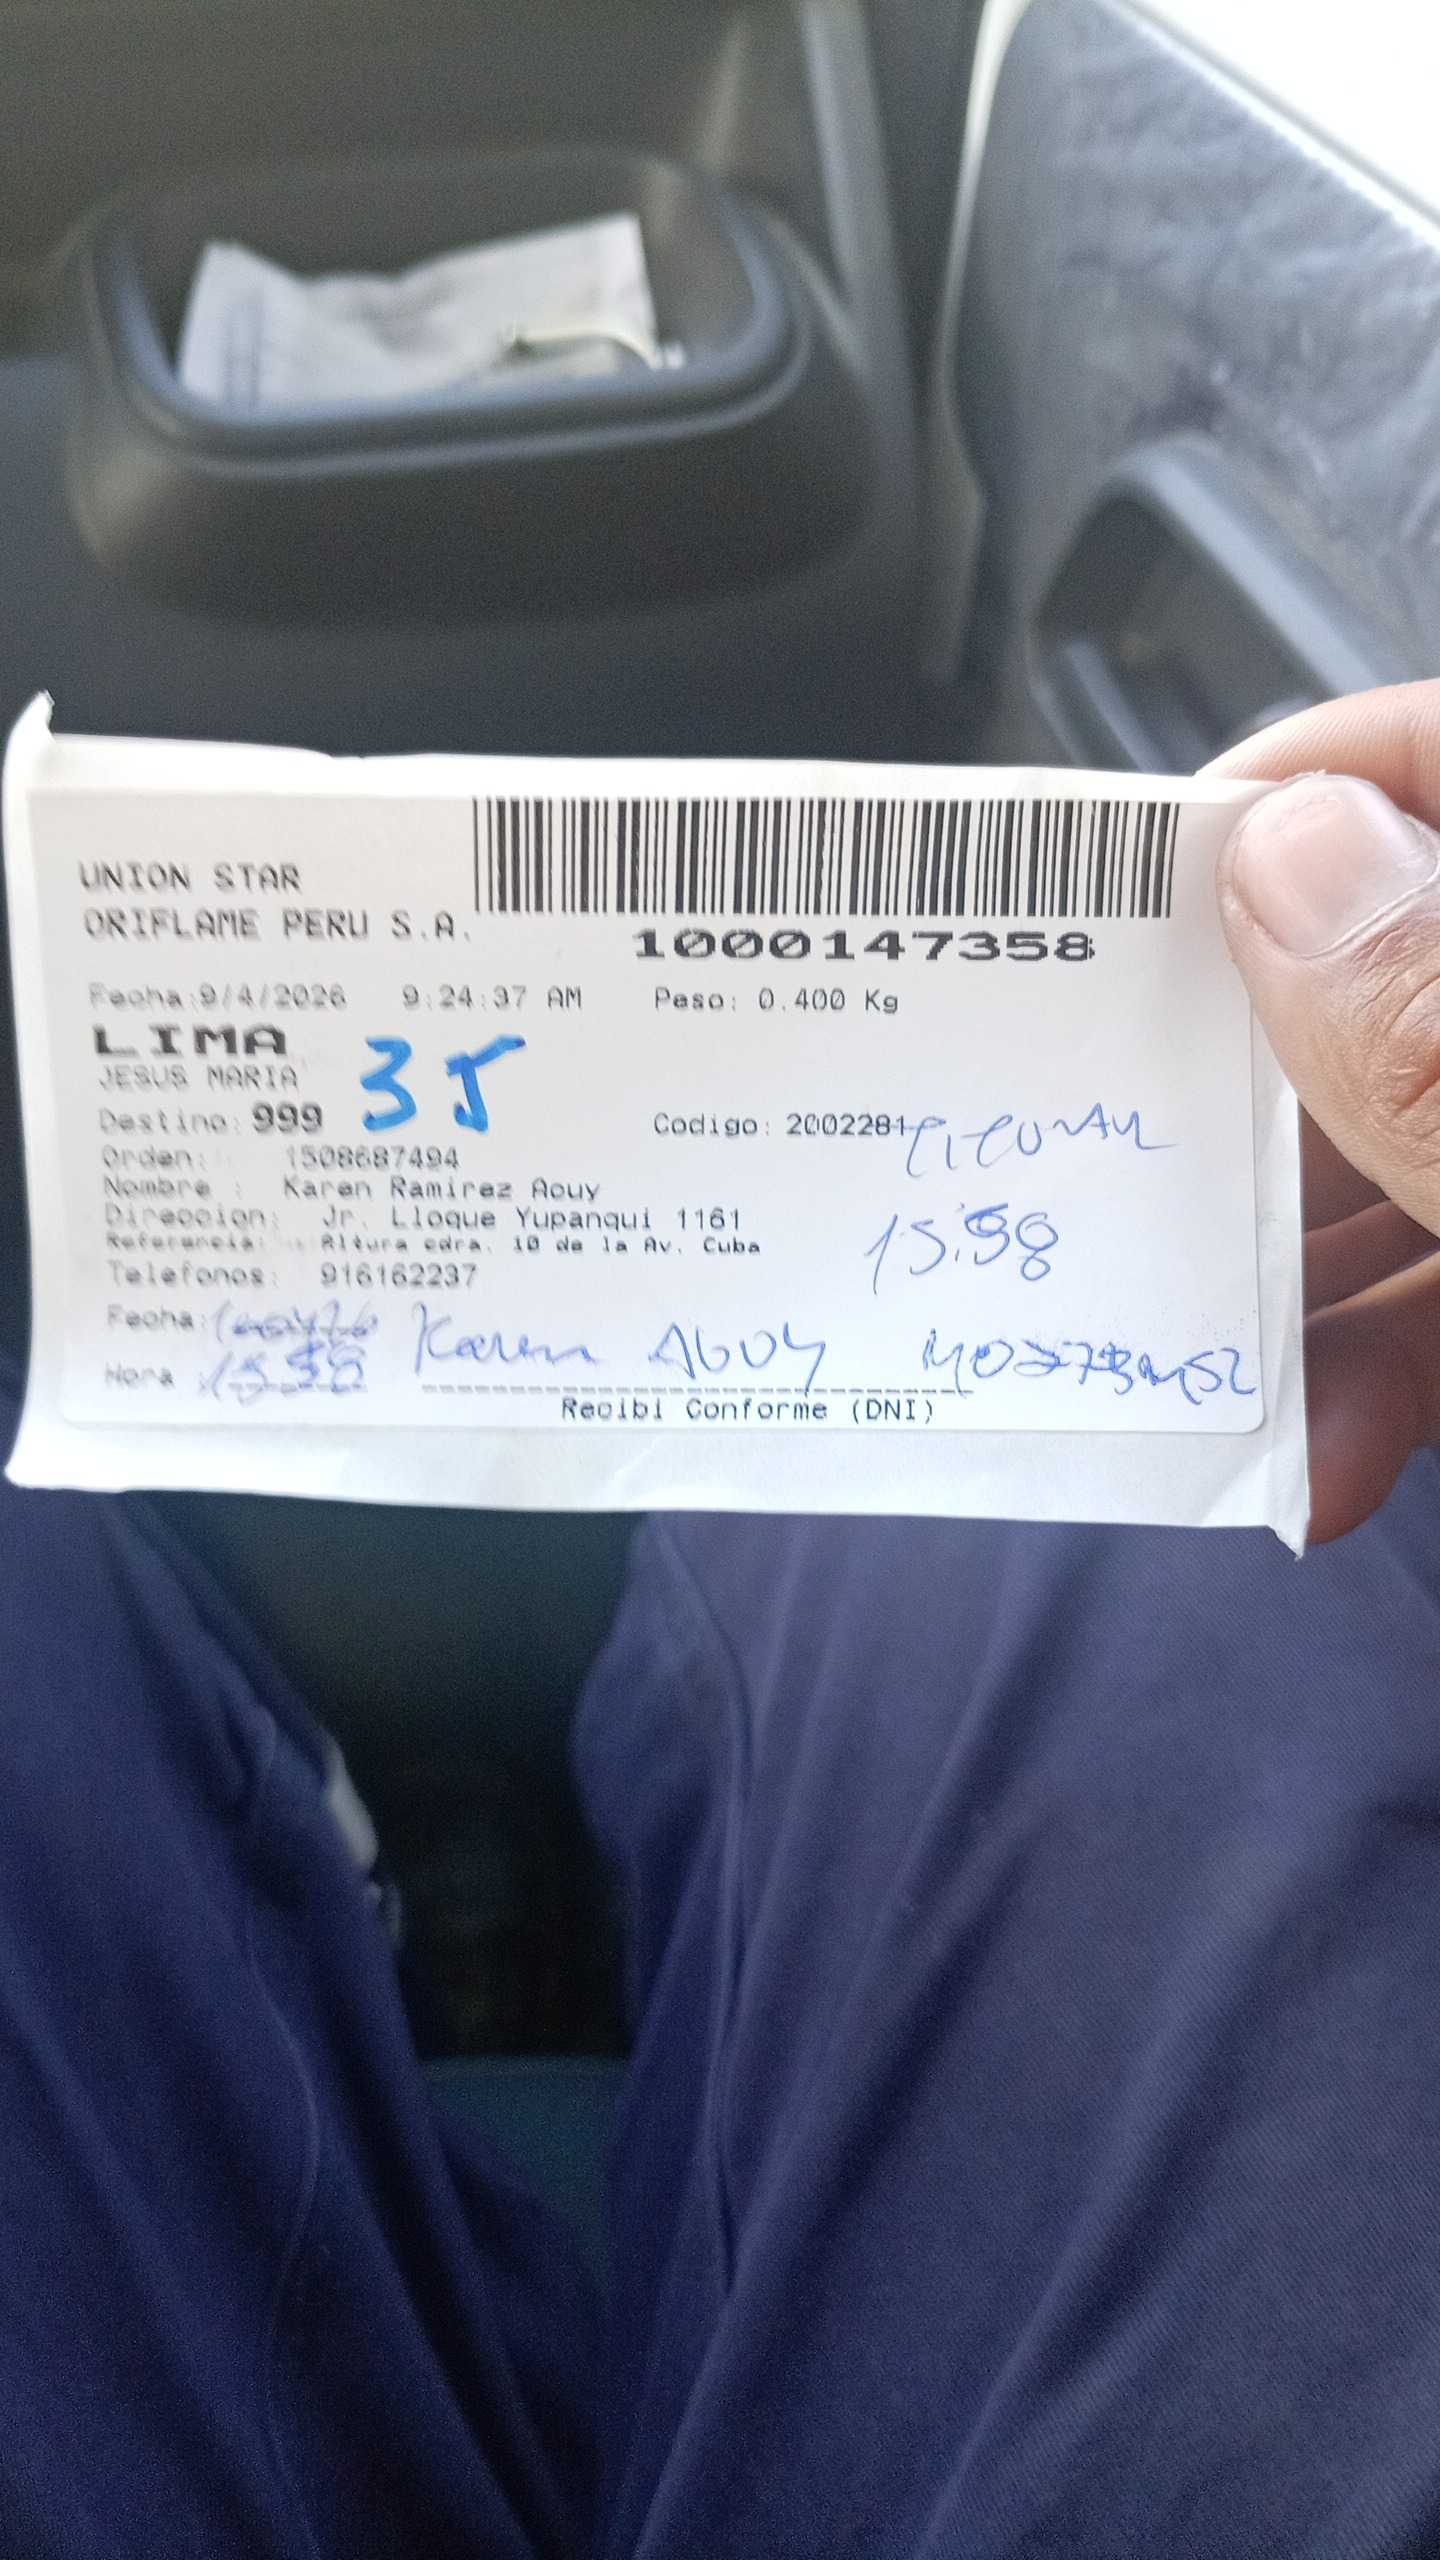 UNION STAR
ORIFLAME PERU S.A.
1000147358
Fecha:9/4/2026 9:24:37 AM Peso: 0.400 Kg
LIMA
JESUS MARIA
35
Destino: 999 Codigo: 2002281
Orden: 1508687494
Nombre : Karen Ramirez Aouy
Direccion: Jr. Lloque Yupanqui 1161
Referencia: Altura cdra. 10 de la Av. Cuba
15.58
Telefonos: 916162237
Fecha:
Hora : 15.58 Karen
Recibi Conforme (DNI)